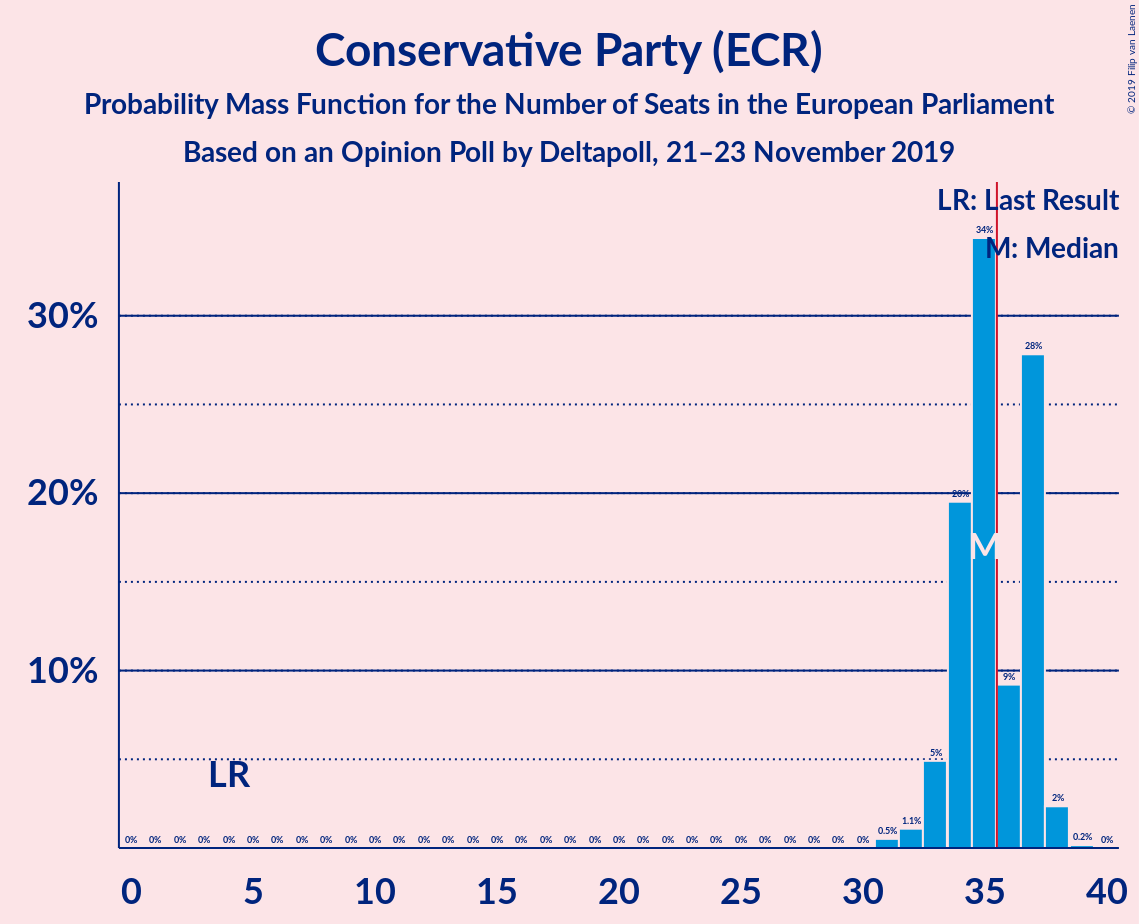 Conservative Party (ECR)
Probability Mass Function for the Number of Seats in the European Parliament
Based on an Opinion Poll by Deltapoll, 21–23 November 2019
© 2019 Filip van Laenen
LR: Last Result
M: Median
30%
20%
10%
34%
28%
20%
9%
5%
2%
1.1%
0.5%
0.2%
M
LR
0% 0% 0% 0% 0% 0% 0% 0% 0% 0% 0% 0% 0% 0% 0% 0% 0% 0% 0% 0% 0% 0% 0% 0% 0% 0% 0% 0% 0% 0% 0% 0%
0 5 10 15 20 25 30 35 40